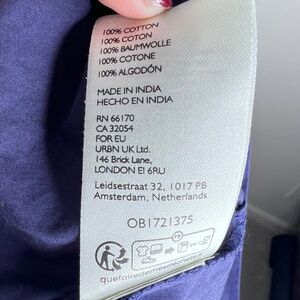 100% COTTON
100% COTON
100% BAUMWOLLE
100% COTONE
100% ALGODÓN
MADE IN INDIA
HECHO EN INDIA
RN 66170
CA 32054
FOR EU
URBN UK Ltd.
146 Brick Lane,
LONDON E1 6RU
Leidsestraat 32, 1017 PB
Amsterdam, Netherlands
OB1721375
FR
quefairedemesdechets